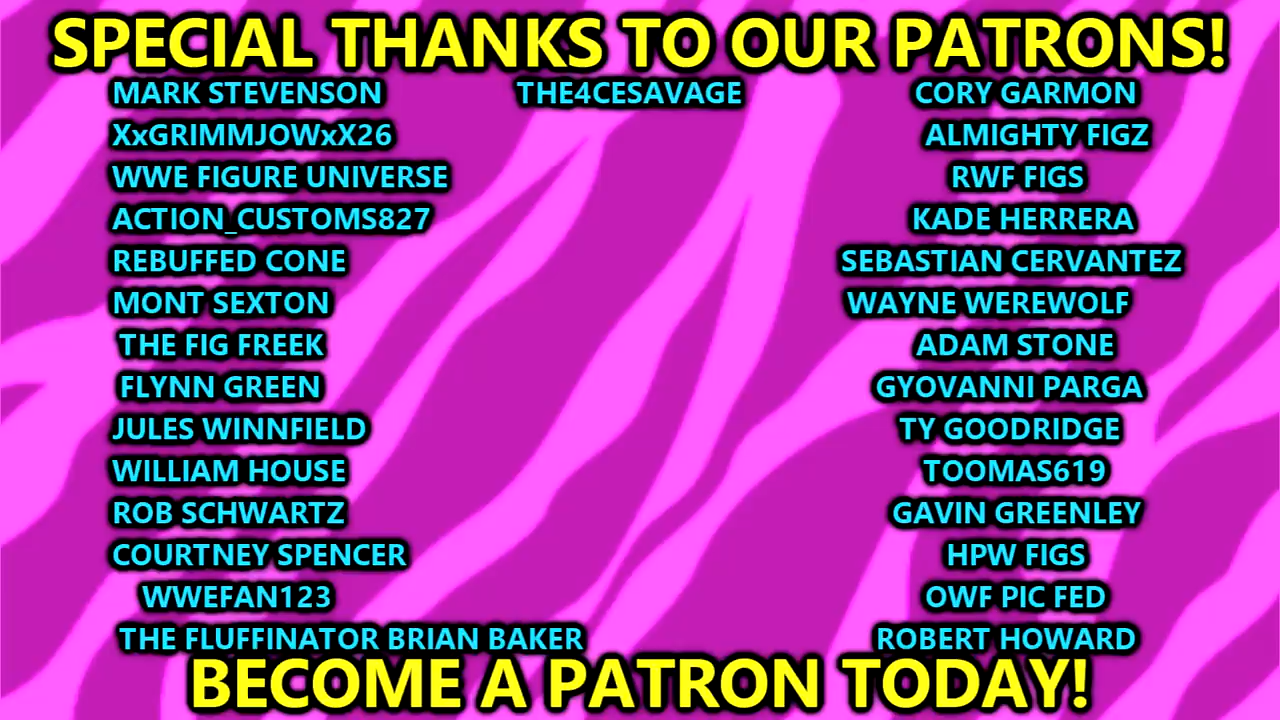 SPECIAL THANKS TO OUR PATRONS!
MARK STEVENSON
XxGRIMMJOWxX26
WWE FIGURE UNIVERSE
ACTION_CUSTOMS827
REBUFFED CONE
MONT SEXTON
THE FIG FREEK
FLYNN GREEN
JULES WINNFIELD
WILLIAM HOUSE
ROB SCHWARTZ
COURTNEY SPENCER
WWEFAN123
THE FLUFFINATOR BRIAN BAKER
THE4CESAVAGE
CORY GARMON
ALMIGHTY FIGZ
RWF FIGS
KADE HERRERA
SEBASTIAN CERVANTEZ
WAYNE WEREWOLF
ADAM STONE
GYOVANNI PARGA
TY GOODRIDGE
TOOMAS619
GAVIN GREENLEY
HPW FIGS
OWF PIC FED
ROBERT HOWARD
BECOME A PATRON TODAY!